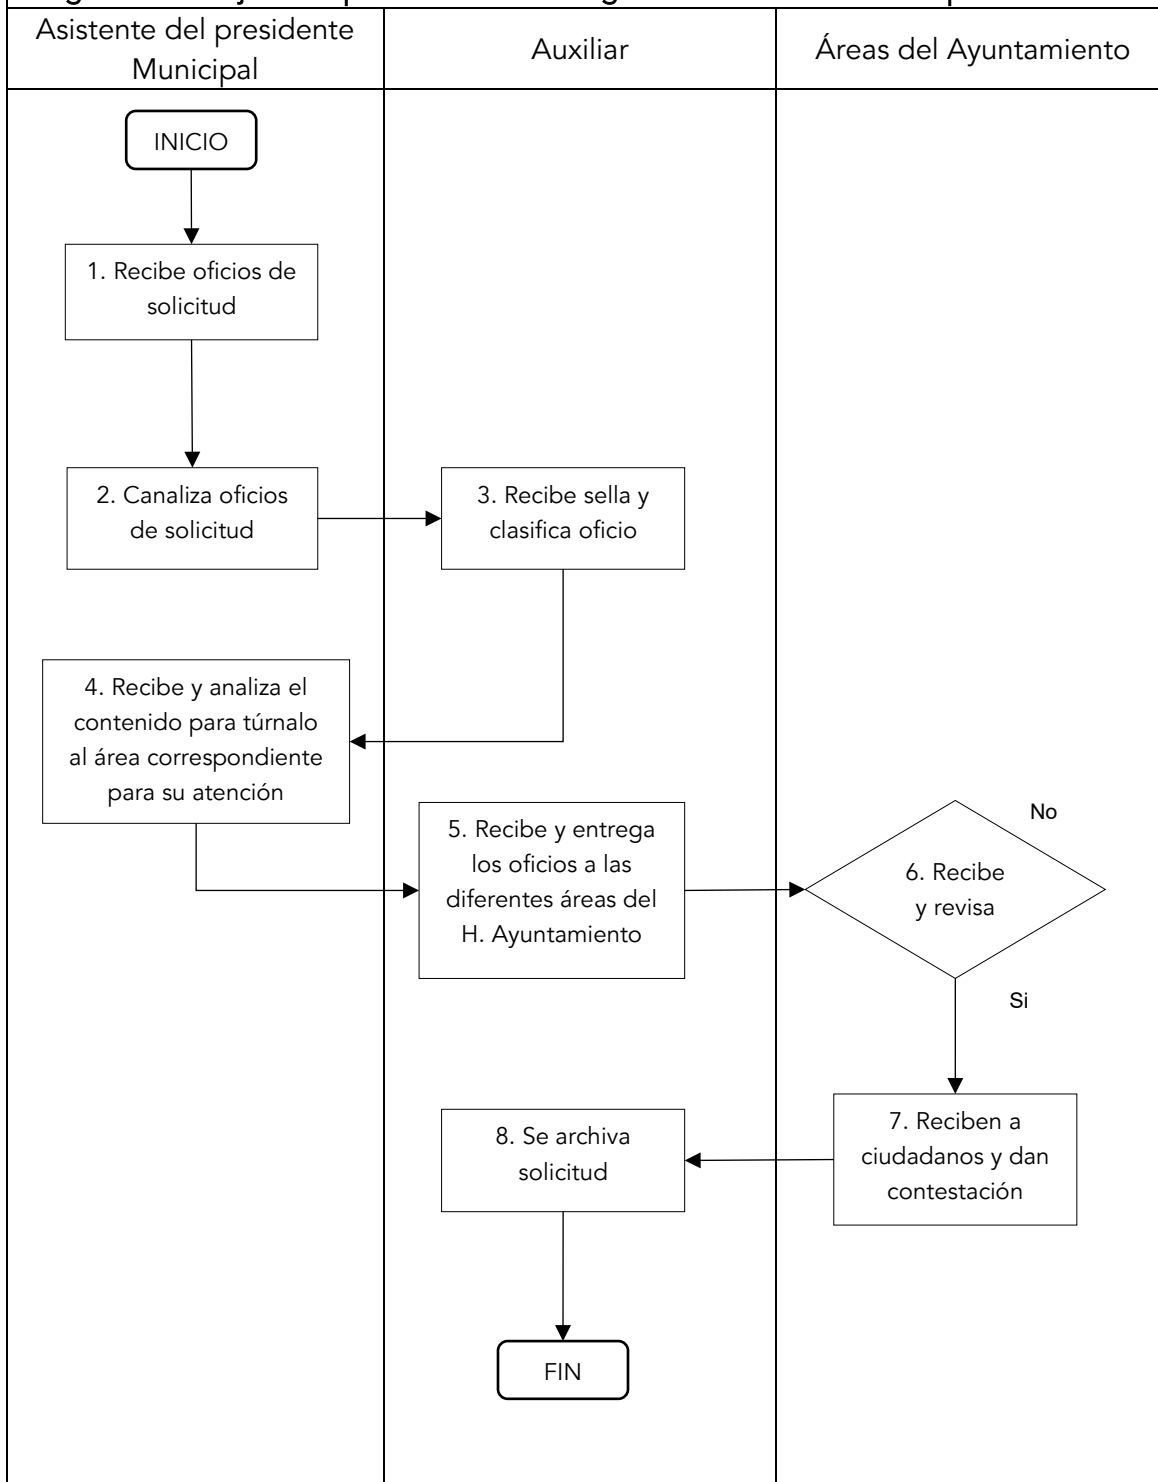 Asistente del presidente
Municipal
Auxiliar
Áreas del Ayuntamiento
INICIO
1. Recibe oficios de
solicitud
2. Canaliza oficios
de solicitud
3. Recibe sella y
clasifica oficio
4. Recibe y analiza el
contenido para túrnalo
al área correspondiente
para su atención
5. Recibe y entrega
los oficios a las
diferentes áreas del
H. Ayuntamiento
No
6. Recibe
y revisa
Si
7. Reciben a
ciudadanos y dan
contestación
8. Se archiva
solicitud
FIN